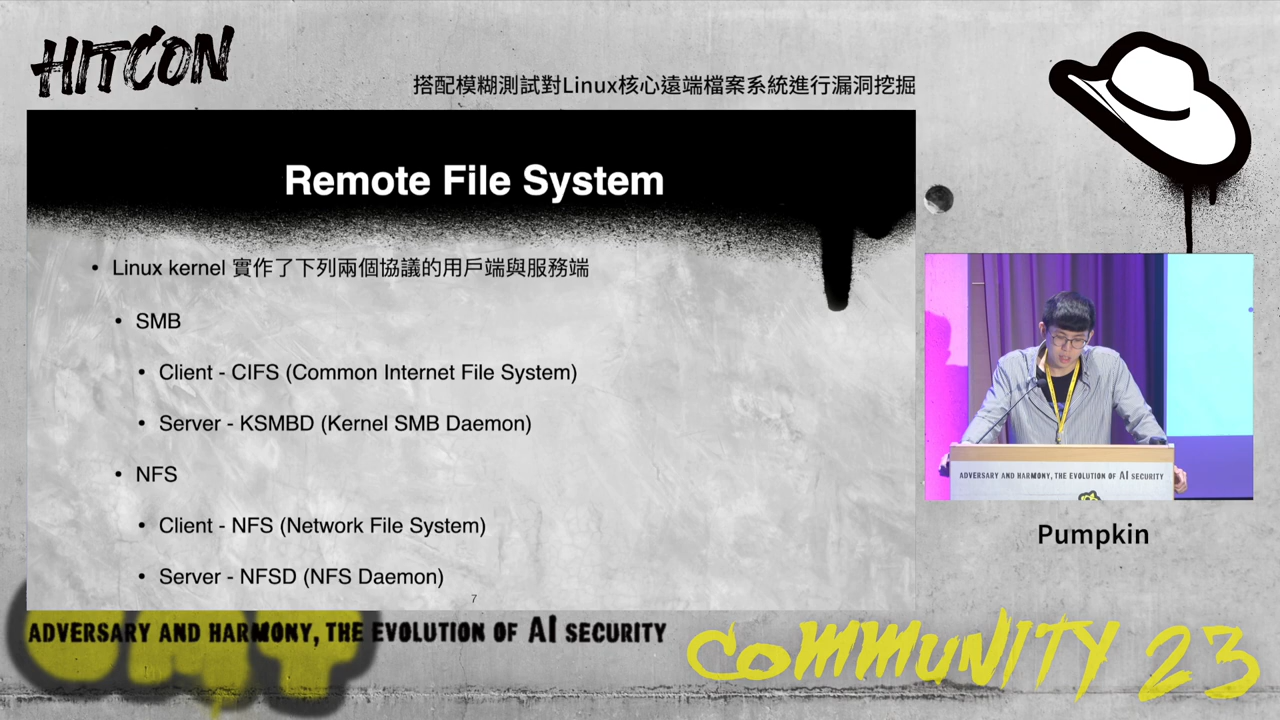 HITCON
搭配模糊測試對Linux核心遠端檔案系統進行漏洞挖掘
Remote File System
• Linux kernel 實作了下列兩個協議的用戶端與服務端
• SMB
• Client - CIFS (Common Internet File System)
• Server - KSMBD (Kernel SMB Daemon)
• NFS
• Client - NFS (Network File System)
• Server - NFSD (NFS Daemon)
7
ADVERSARY AND HARMONY, THE EVOLUTION OF AI SECURITY
Pumpkin
ADVERSARY AND HARMONY, THE EVOLUTION OF AI SECURITY
COMMUNITY 23